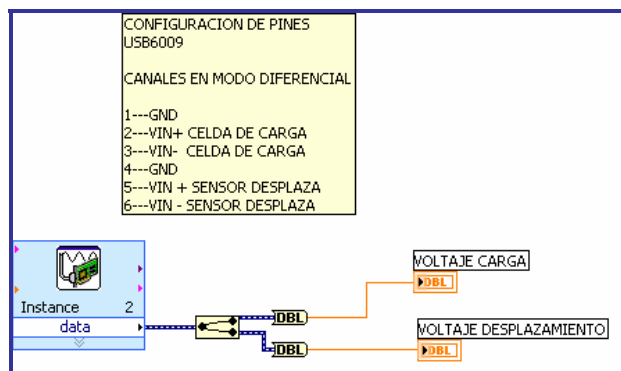 CONFIGURACION DE PINES
USB6009
CANALES EN MODO DIFERENCIAL
1---GND
2---VIN+ CELDA DE CARGA
3---VIN- CELDA DE CARGA
4---GND
5---VIN + SENSOR DESPLAZA
6---VIN - SENSOR DESPLAZA
Instance 2
data
DBL
DBL
VOLTAJE CARGA
DBL
VOLTAJE DESPLAZAMIENTO
DBL